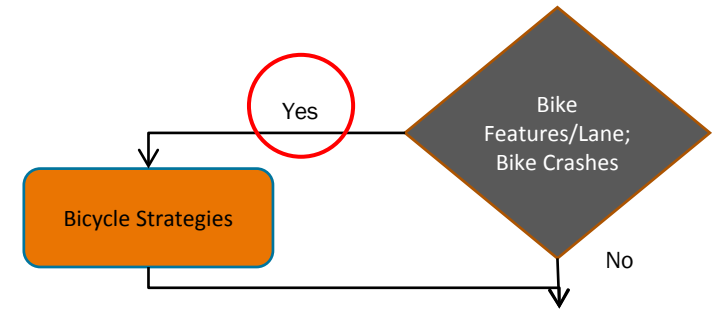 Yes
Bike
Features/Lane;
Bike Crashes
Bicycle Strategies
No